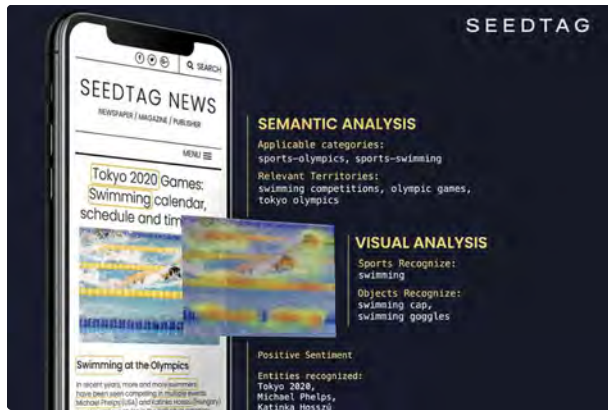 SEEDTAG
SEARCH
SEEDTAG NEWS
NEWSPAPER / MAGAZINE / PUBLISHER
MENU
Tokyo 2020 Games:
Swimming calendar,
schedule and tim
Swimming at the Olympics
In recent years, more and more swimmers
have been seen competing in multiple events.
Michael Phelps (USA) and Katinka Hosszú (Hungary)
SEMANTIC ANALYSIS
Applicable categories:
sports-olympics, sports-swimming
Relevant Territories:
swimming competitions, olympic games,
tokyo olympics
VISUAL ANALYSIS
Sports Recognize:
swimming
Objects Recognize:
swimming cap,
swimming goggles
Positive Sentiment
Entities recognized:
Tokyo 2020,
Michael Phelps,
Katinka Hosszú